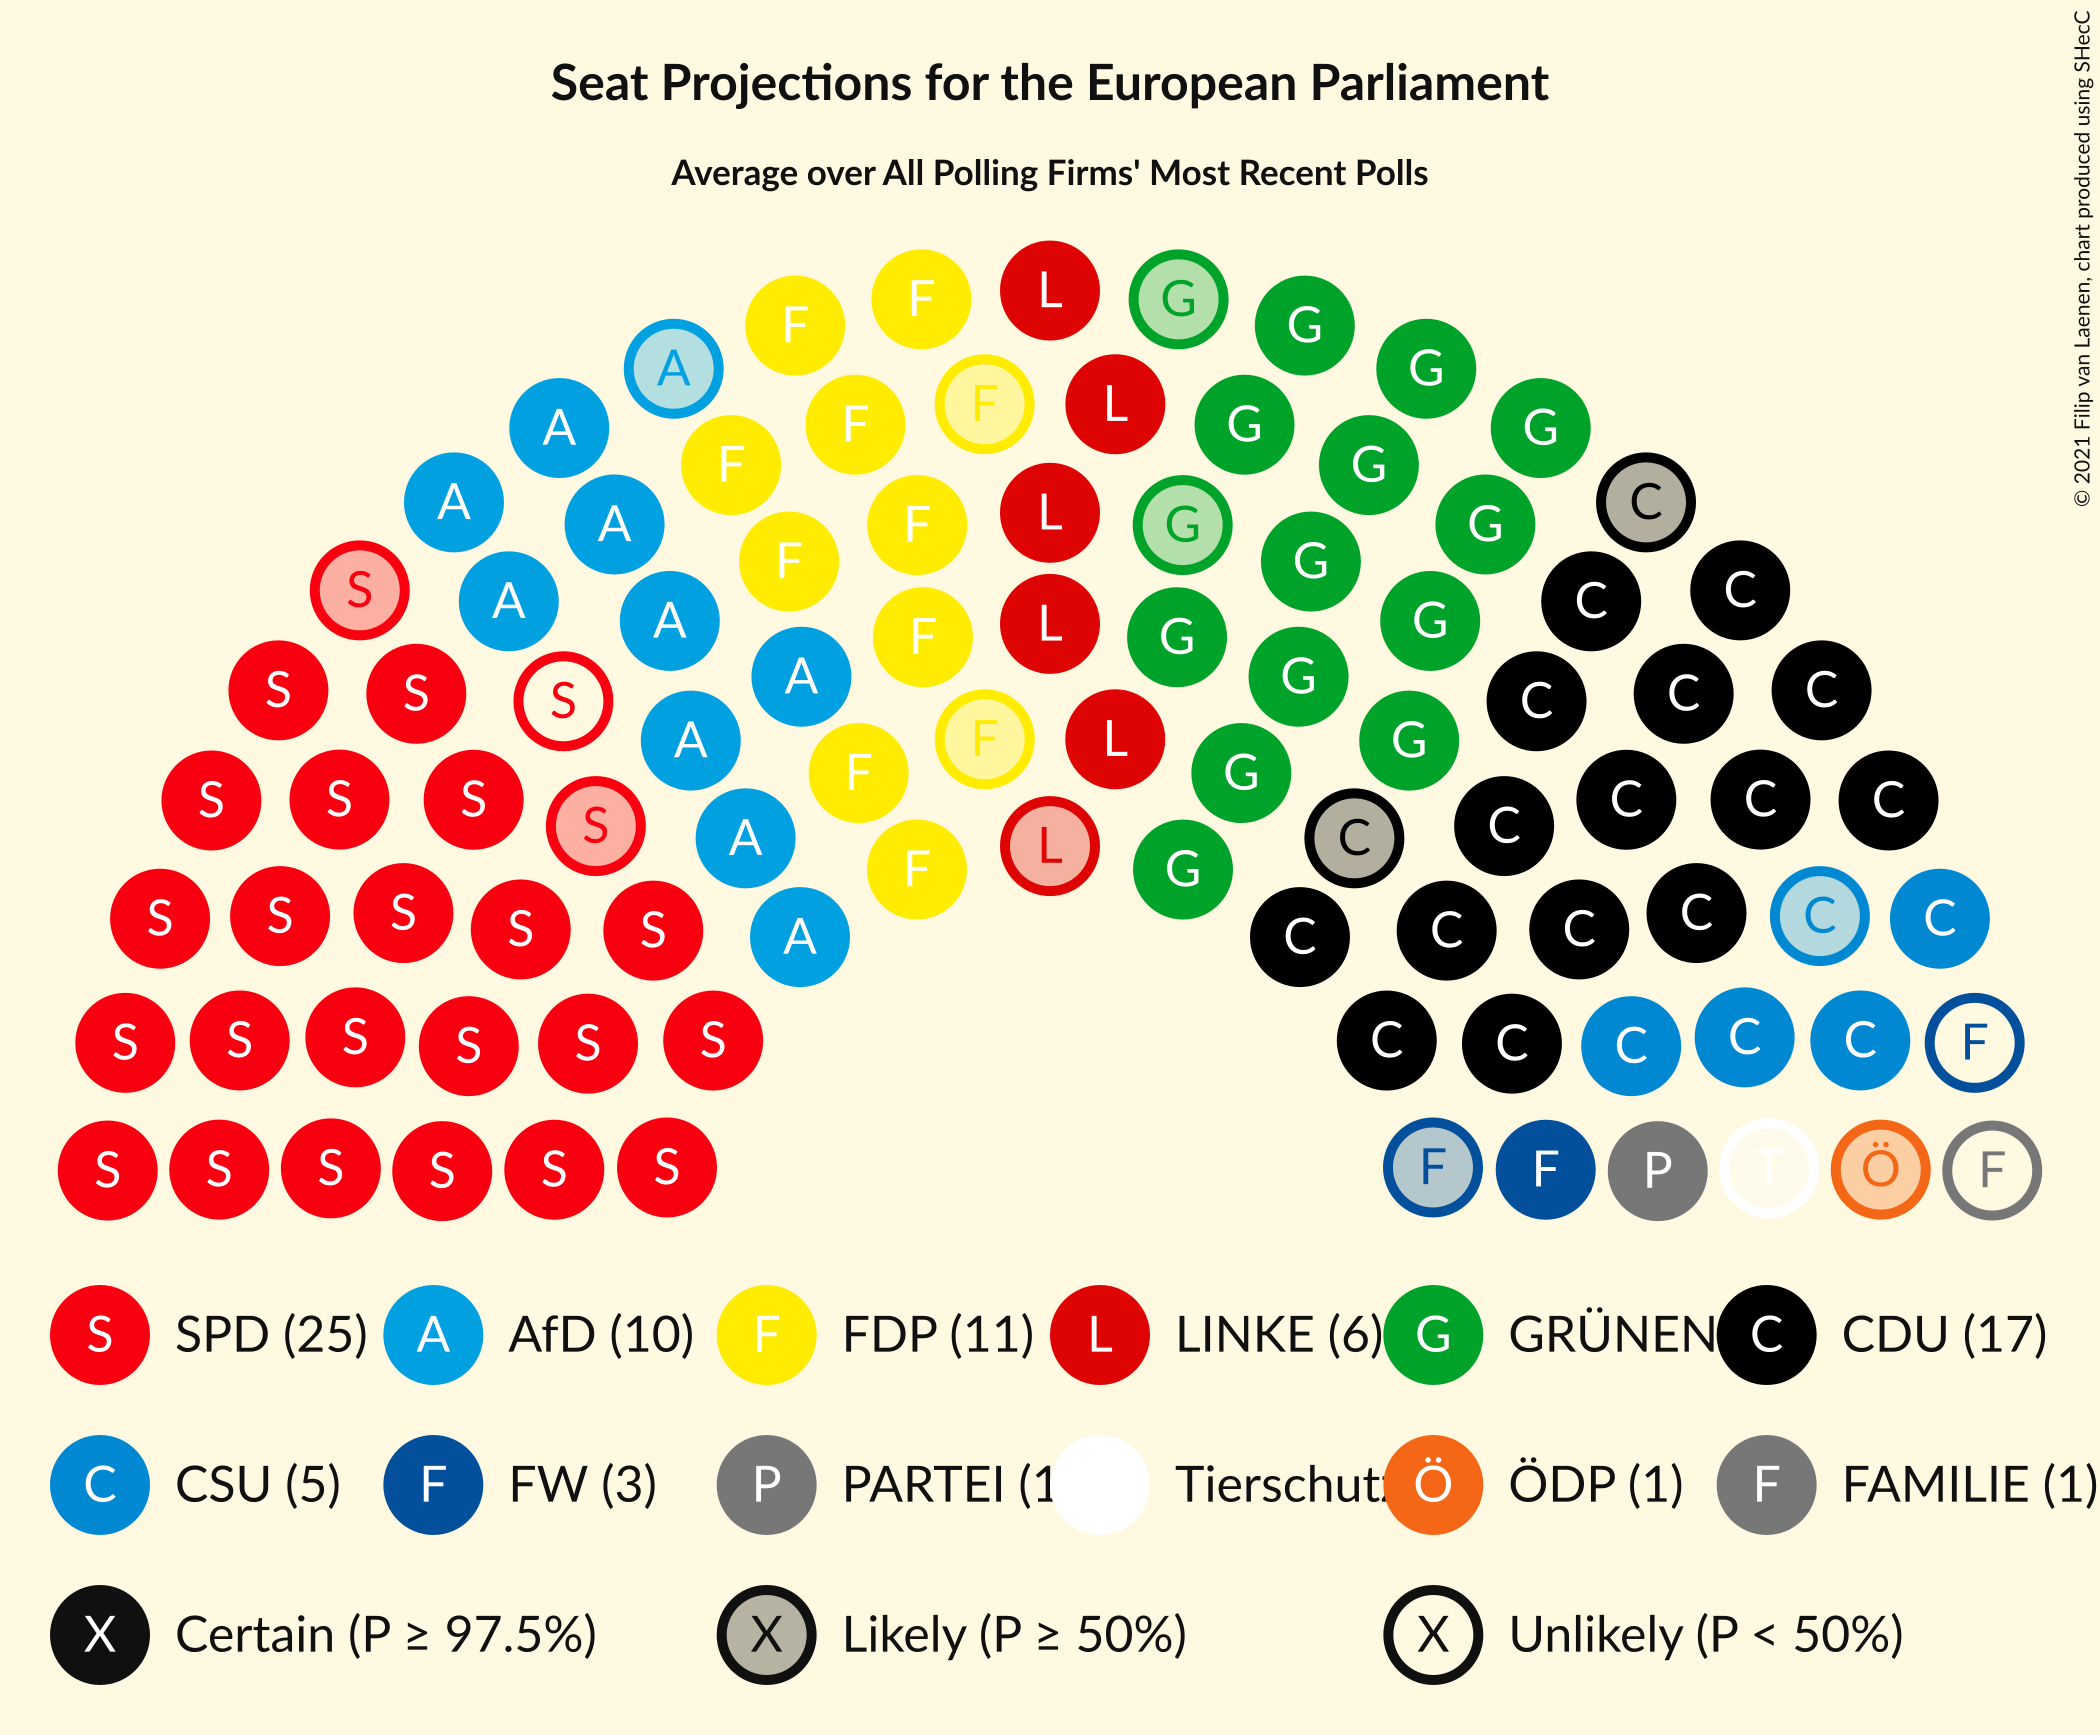 Seat Projections for the European Parliament
Average over All Polling Firms' Most Recent Polls
© 2021 Filip van Laenen, chart produced using SHecC
F F L G G
A F F L G G
A F F G G
A A F F L G G G C
S A A F L G G C C
S S S A A G C C C
S S S S A F F L G G C C C C
S S S S S A F L G C C C C C C C
S S S S S S A G C C C C C C F
S S S S S S F F P T Ö F
S SPD (25) A AfD (10) F FDP (11) L LINKE (6) G GRÜNEN C CDU (17)
C CSU (5) F FW (3) P PARTEI (1 Tierschutz Ö ÖDP (1) F FAMILIE (1)
X Certain (P ≥ 97.5%) X Likely (P ≥ 50%) X Unlikely (P < 50%)